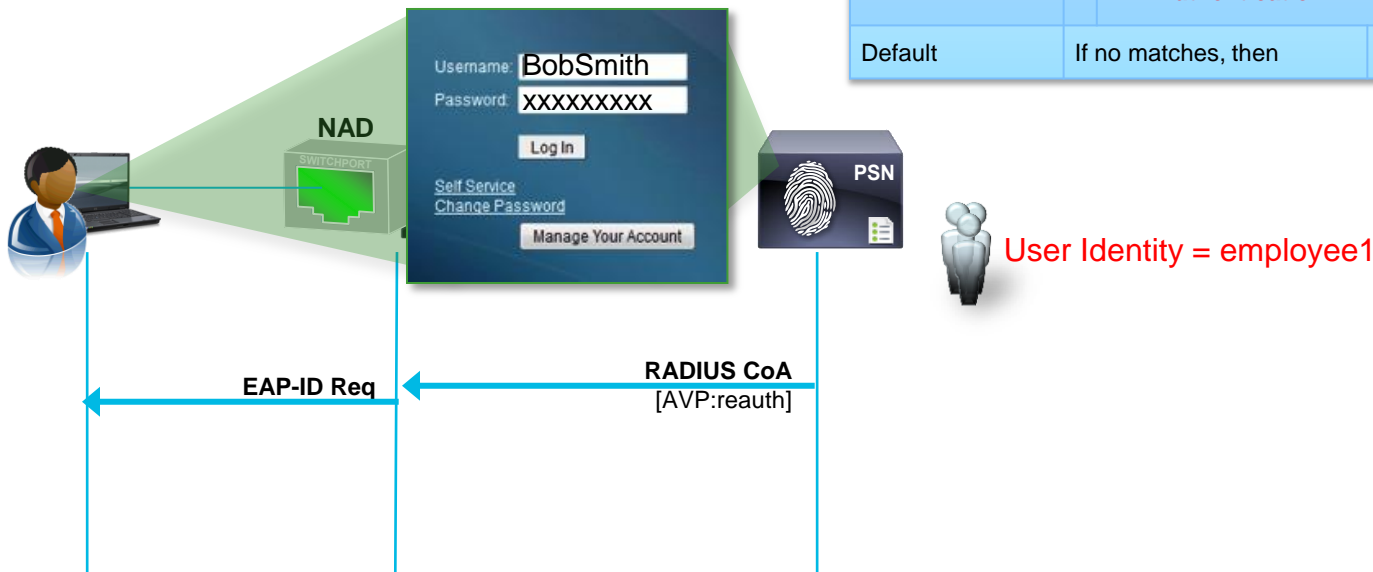 Default If no matches, then
Username: BobSmith
Password: xxxxxxxxx
Log In
Self Service
Change Password
Manage Your Account
NAD
SWITCHPORT
PSN
User Identity = employee1
RADIUS CoA
[AVP:reauth]
EAP-ID Req